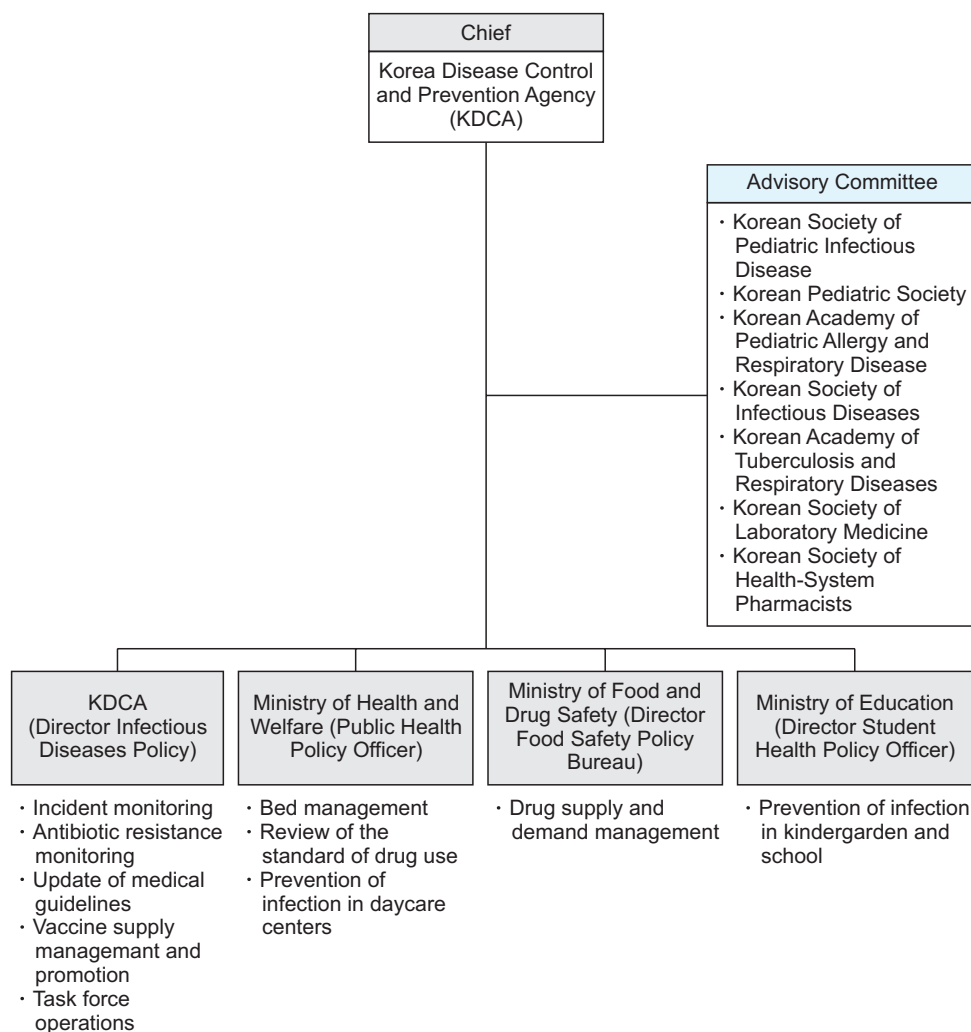 Chief
Korea Disease Control
and Prevention Agency
(KDCA)
Advisory Committee
· Korean Society of
Pediatric Infectious
Disease
· Korean Pediatric Society
· Korean Academy of
Pediatric Allergy and
Respiratory Disease
· Korean Society of
Infectious Diseases
· Korean Academy of
Tuberculosis and
Respiratory Diseases
· Korean Society of
Laboratory Medicine
· Korean Society of
Health-System
Pharmacists
KDCA
(Director Infectious
Diseases Policy)
· Incident monitoring
· Antibiotic resistance
monitoring
· Update of medical
guidelines
· Vaccine supply
management and
promotion
· Task force
operations
Ministry of Health and
Welfare (Public Health
Policy Officer)
· Bed management
· Review of the
standard of drug use
· Prevention of
infection in daycare
centers
Ministry of Food and
Drug Safety (Director
Food Safety Policy
Bureau)
· Drug supply and
demand management
Ministry of Education
(Director Student
Health Policy Officer)
· Prevention of infection
in kindergarden and
school